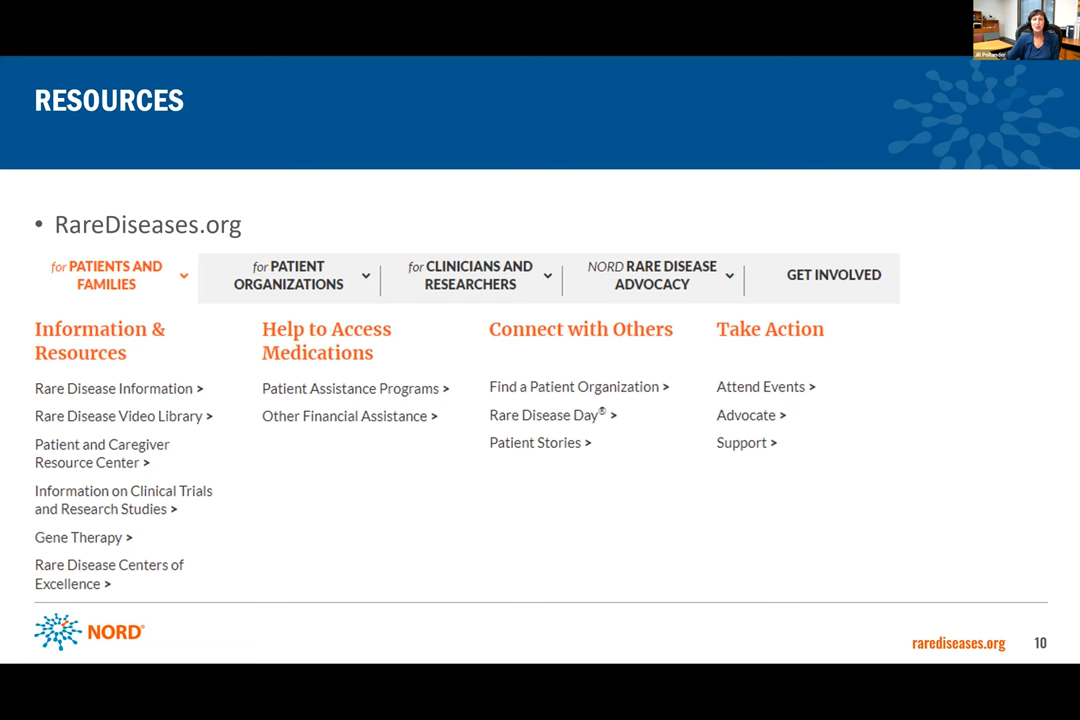 RESOURCES
• RareDiseases.org
for PATIENTS AND
FAMILIES
for PATIENT
ORGANIZATIONS
for CLINICIANS AND
RESEARCHERS
NORD RARE DISEASE
ADVOCACY
GET INVOLVED
Information &
Resources
Rare Disease Information >
Rare Disease Video Library >
Patient and Caregiver
Resource Center >
Information on Clinical Trials
and Research Studies >
Gene Therapy >
Rare Disease Centers of
Excellence >
Help to Access
Medications
Patient Assistance Programs >
Other Financial Assistance >
Connect with Others
Find a Patient Organization >
Rare Disease Day® >
Patient Stories >
Take Action
Attend Events >
Advocate >
Support >
NORD®
rarediseases.org
10